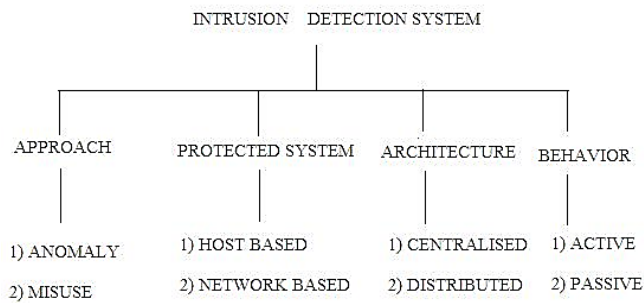 INTRUSION DETECTION SYSTEM
APPROACH
PROTECTED SYSTEM
ARCHITECTURE
BEHAVIOR
1) ANOMALY
2) MISUSE
1) HOST BASED
2) NETWORK BASED
1) CENTRALISED
2) DISTRIBUTED
1) ACTIVE
2) PASSIVE